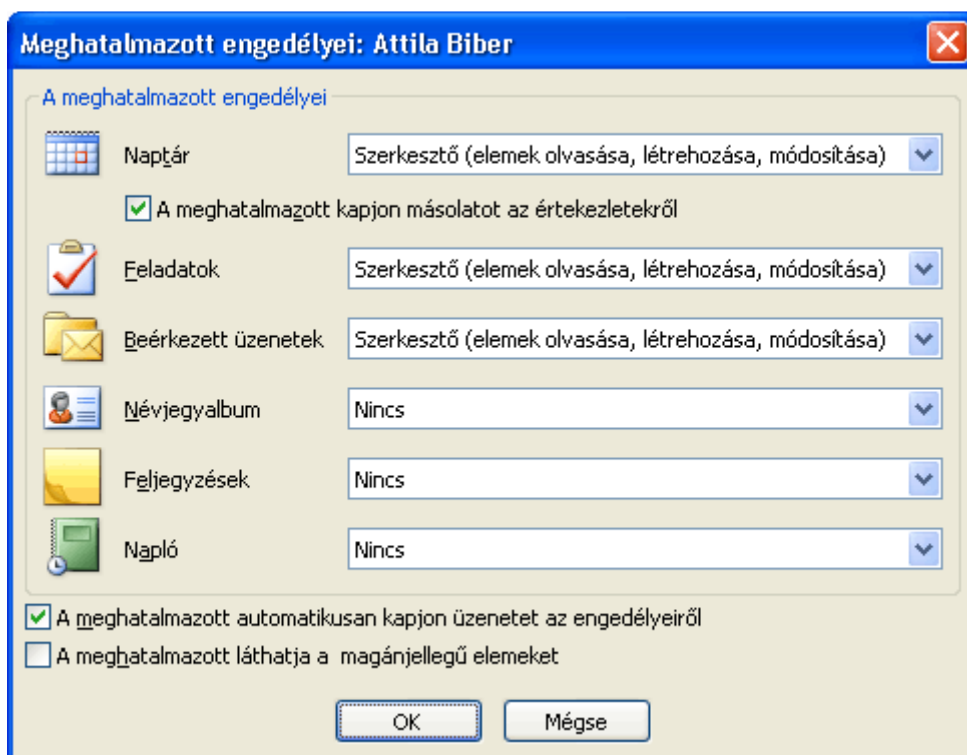 Meghatalmazott engedélyei: Attila Biber
A meghatalmazott engedélyei
Naptár Szerkesztő (elemek olvasása, létrehozása, módosítása)
A meghatalmazott kapjon másolatot az értekezletekről
Feladatok Szerkesztő (elemek olvasása, létrehozása, módosítása)
Beérkezett üzenetek Szerkesztő (elemek olvasása, létrehozása, módosítása)
Névjegyalbum Nincs
Feljegyzések Nincs
Napló Nincs
A meghatalmazott automatikusan kapjon üzenetet az engedélyeiről
A meghatalmazott láthatja a magánjellegű elemeket
OK Mégse